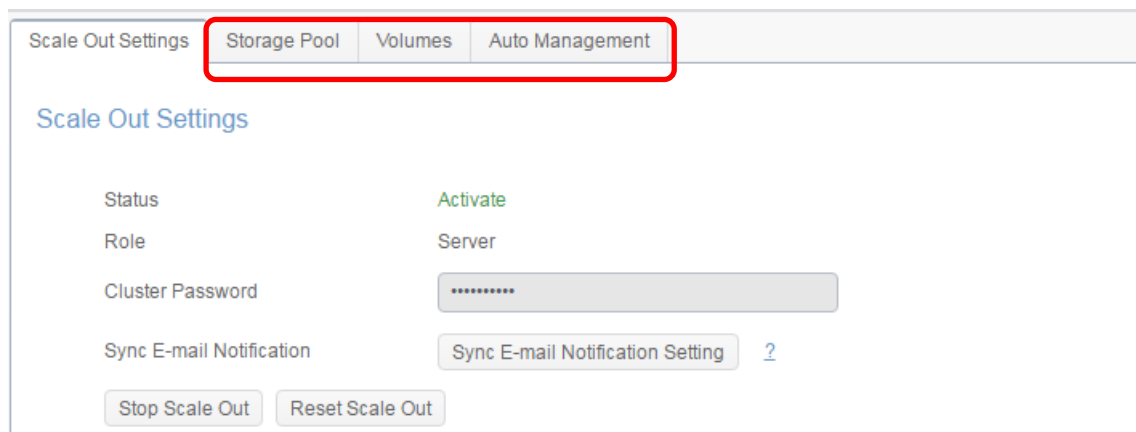 Scale Out Settings Storage Pool Volumes Auto Management
Scale Out Settings
Status Activate
Role Server
Cluster Password ••••••••••
Sync E-mail Notification Sync E-mail Notification Setting ?
Stop Scale Out Reset Scale Out